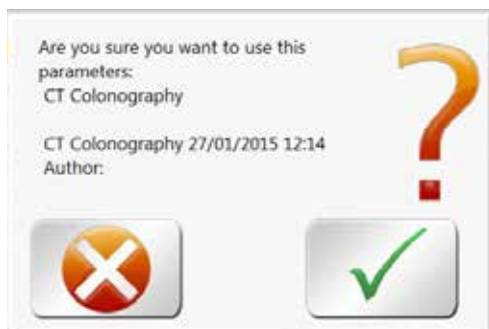 Are you sure you want to use this
parameters:
CT Colonography
CT Colonography 27/01/2015 12:14
Author: